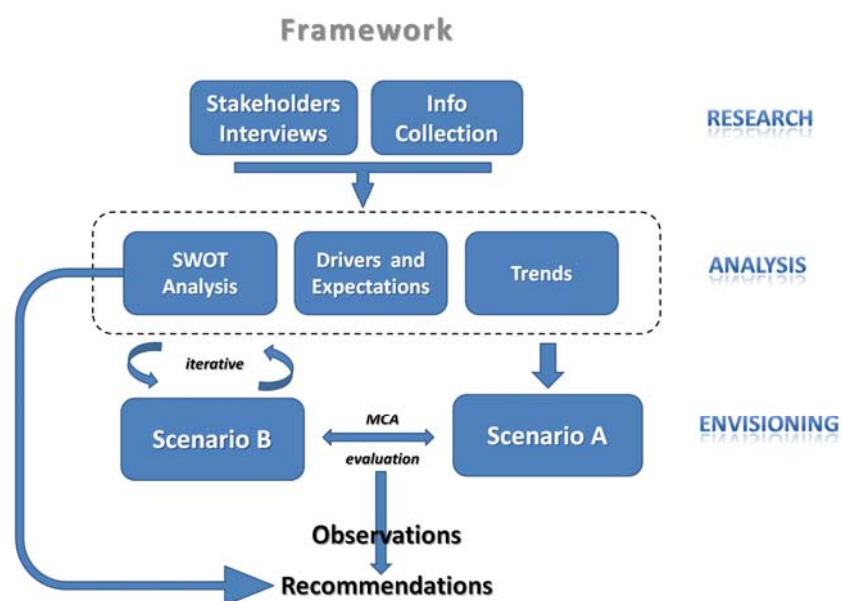 Framework
Stakeholders
Interviews
Info
Collection
RESEARCH
SWOT
Analysis
Drivers and
Expectations
Trends
ANALYSIS
iterative
Scenario B
MCA
evaluation
Scenario A
ENVISIONING
Observations
Recommendations